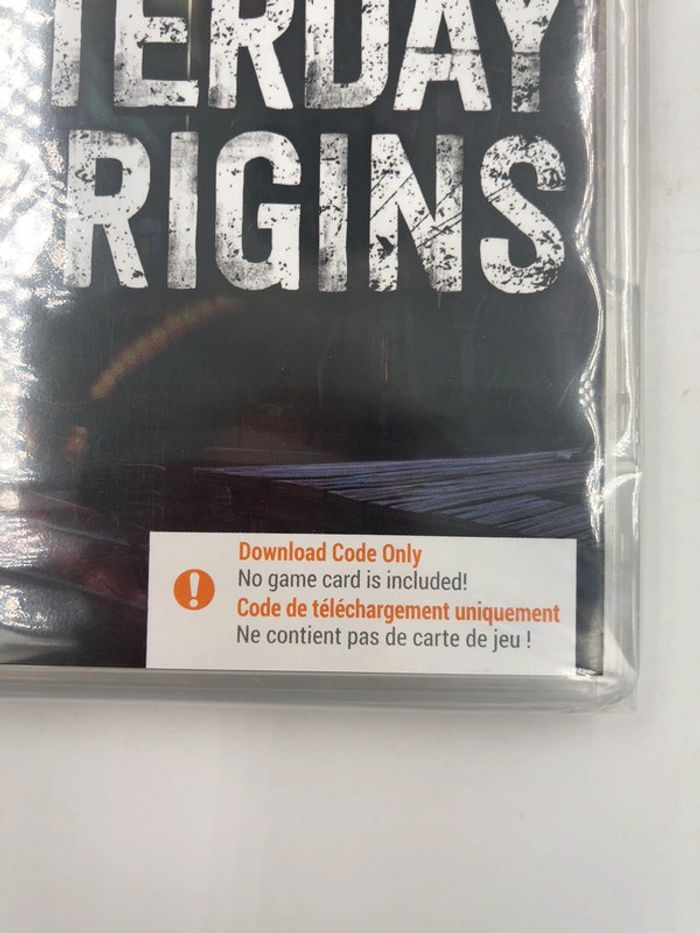 TERDAY
RIGINS
Download Code Only
No game card is included!
Code de téléchargement uniquement
Ne contient pas de carte de jeu !